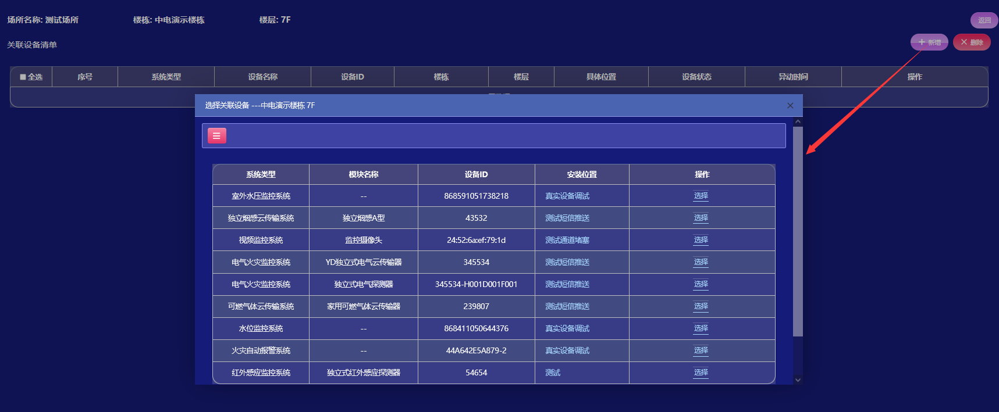 场所名称: 测试场所 楼栋: 中电演示楼栋 楼层: 7F
返回
关联设备清单
新增 删除
全选 序号 系统类型 设备名称 设备ID 楼栋 楼层 具体位置 设备状态 异动时间 操作
选择关联设备 ---中电演示楼栋 7F
系统类型 模块名称 设备ID 安装位置 操作
室外水压监控系统 -- 868591051738218 真实设备调试 选择
独立烟感云传输系统 独立烟感A型 43532 测试短信推送 选择
视频监控系统 监控摄像头 24:52:6a:ef:79:1d 测试通道堵塞 选择
电气火灾监控系统 YD独立式电气云传输器 345534 测试短信推送 选择
电气火灾监控系统 独立式电气探测器 345534-H001D001F001 测试短信推送 选择
可燃气体云传输系统 家用可燃气体云传输器 239807 测试短信推送 选择
水位监控系统 -- 868411050644376 真实设备调试 选择
火灾自动报警系统 -- 44A642E5A879-2 真实设备调试 选择
红外感应监控系统 独立式红外感应探测器 54654 测试 选择